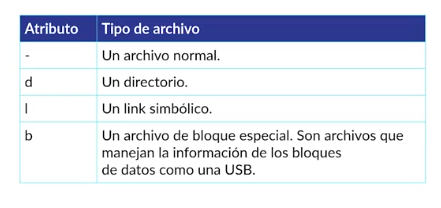 Atributo Tipo de archivo
- Un archivo normal.
d Un directorio.
l Un link simbólico.
b Un archivo de bloque especial. Son archivos que
manejan la información de los bloques
de datos como una USB.